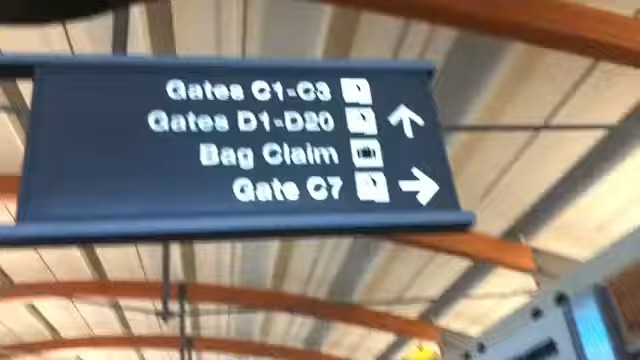 Gates C1-C3
Gates D1-D20
Bag Claim
Gate C7